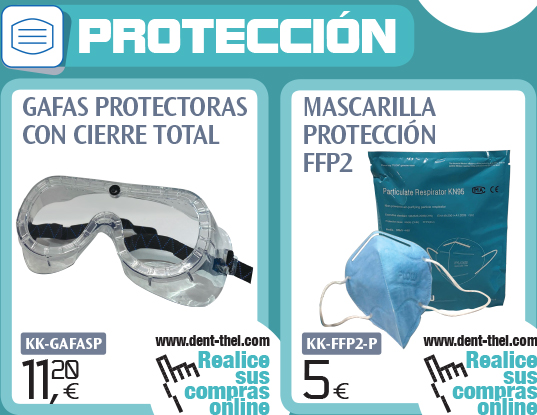 PROTECCIÓN
GAFAS PROTECTORAS
CON CIERRE TOTAL
KK-GAFASP
11,20 €
www.dent-thel.com
Realice
sus
compras
online
MASCARILLA
PROTECCIÓN
FFP2
Particulate Respirator KN95
KK-FFP2-P
5 €
www.dent-thel.com
Realice
sus
compras
online